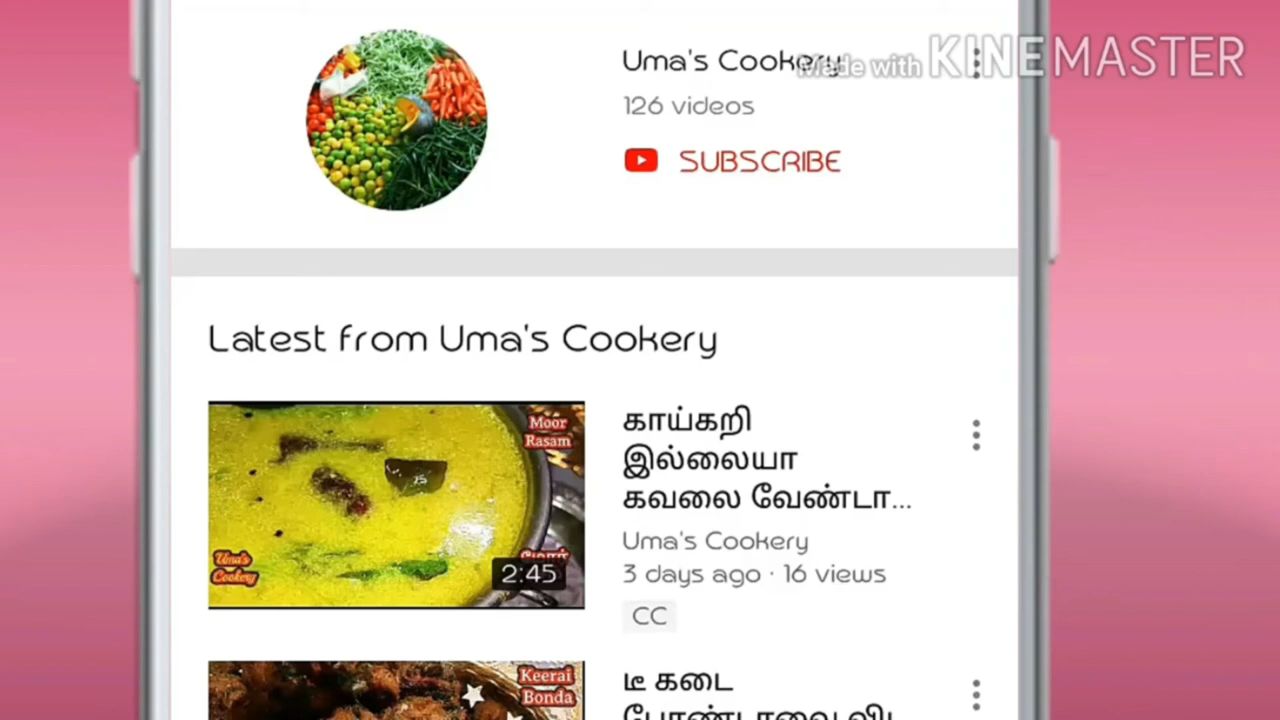 Uma's Cookery
Made with KINEMASTER
126 videos
SUBSCRIBE
Latest from Uma's Cookery
Moor
Rasam
Uma's
Cookery
மோர்
2:45
காய்கறி
இல்லையா
கவலை வேண்டா...
Uma's Cookery
3 days ago · 16 views
CC
Keerai
Bonda
டீ கடை